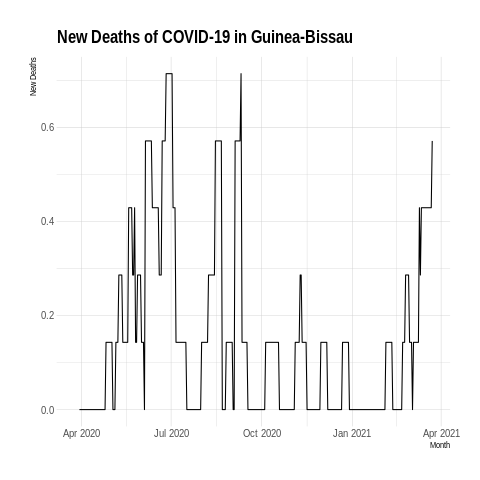 New Deaths of COVID-19 in Guinea-Bissau
New Deaths
0.6
0.4
0.2
0.0
Apr 2020 Jul 2020 Oct 2020 Jan 2021 Apr 2021
Month